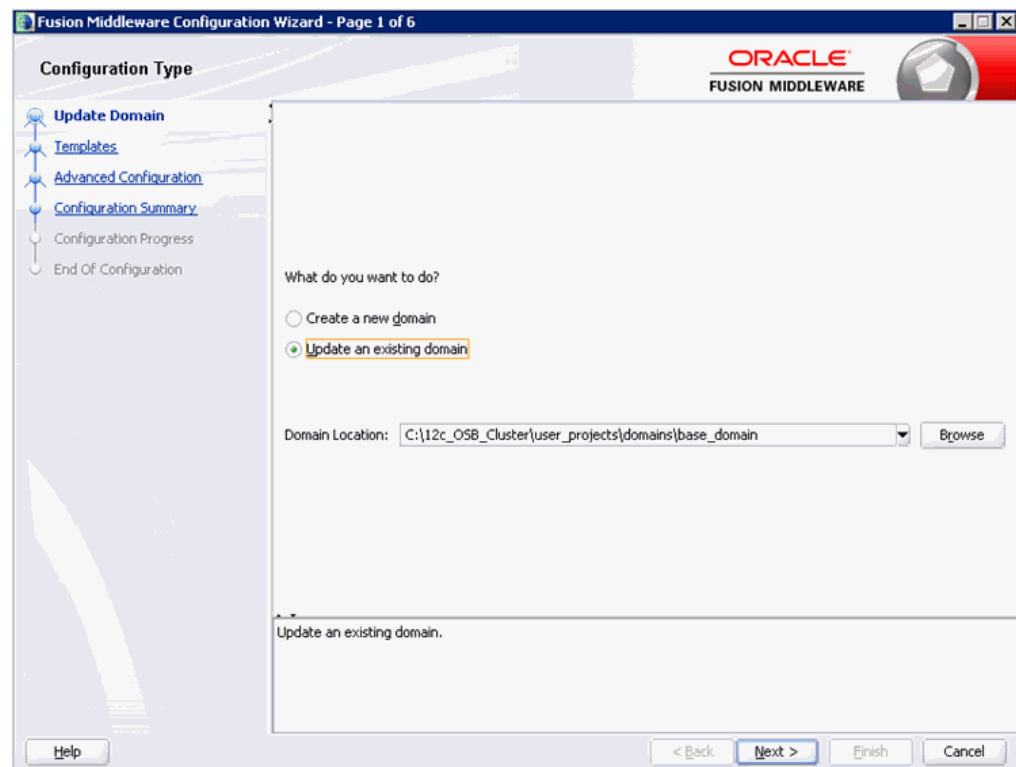 Fusion Middleware Configuration Wizard - Page 1 of 6
Configuration Type
ORACLE
FUSION MIDDLEWARE
Update Domain
Templates
Advanced Configuration
Configuration Summary
Configuration Progress
End Of Configuration
What do you want to do?
Create a new domain
Update an existing domain
Domain Location: C:\12c_OSB_Cluster\user_projects\domains\base_domain Browse
Update an existing domain.
Help < Back Next > Finish Cancel